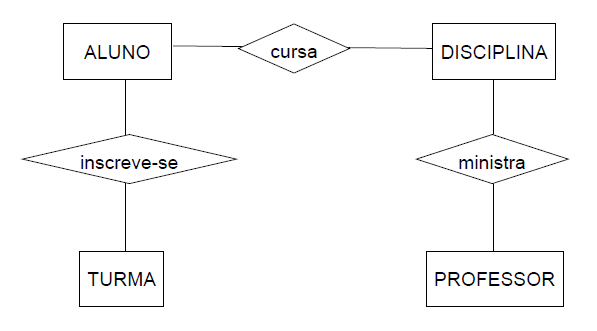 ALUNO
cursa
DISCIPLINA
inscreve-se
ministra
TURMA
PROFESSOR